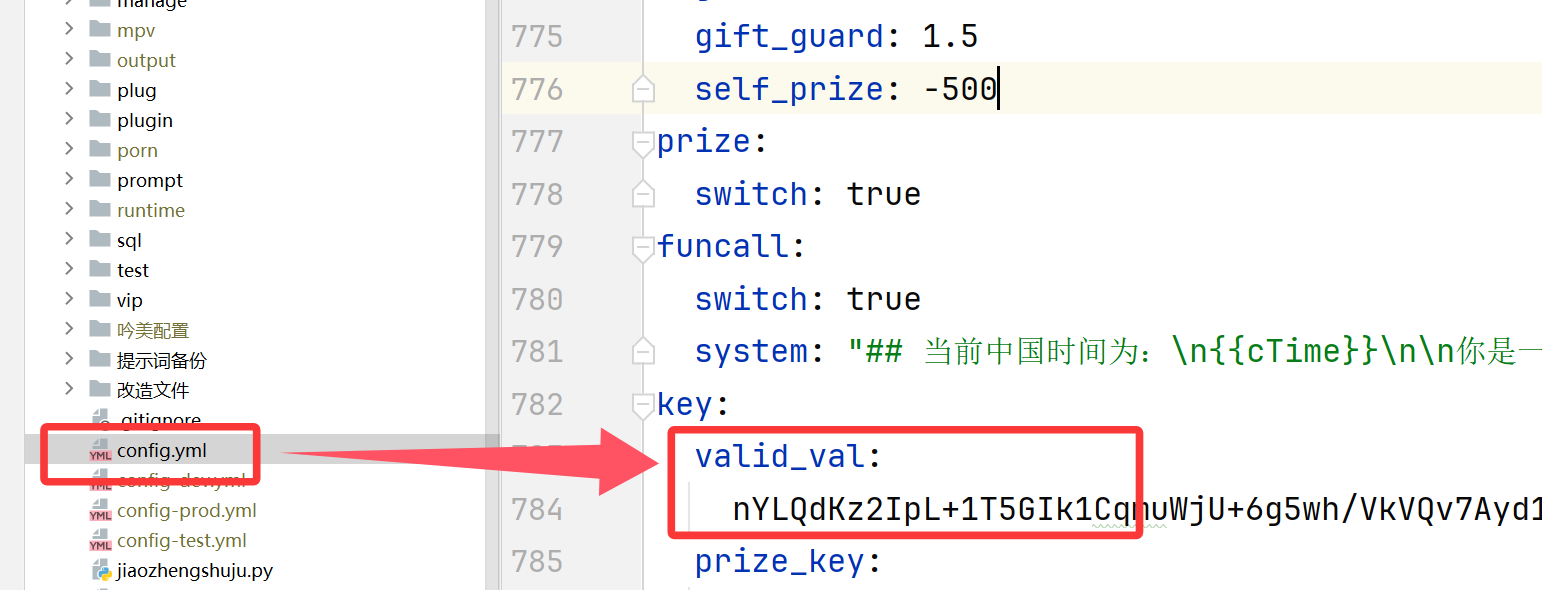 manage
mpv
output
plug
plugin
porn
prompt
runtime
sql
test
vip
吟美配置
提示词备份
改造文件
.gitignore
YML config.yml
YML config-dev.yml
YML config-prod.yml
YML config-test.yml
jiaozhengshuju.py
775 gift_guard: 1.5
776 self_prize: -500
777 prize:
778 switch: true
779 funcall:
780 switch: true
781 system: "## 当前中国时间为: \n{{cTime}}\n\n你是一
782 key:
valid_val:
784 nYLQdKz2IpL+1T5GIk1CqnuWjU+6g5wh/VkVQv7Ayd1
785 prize_key: